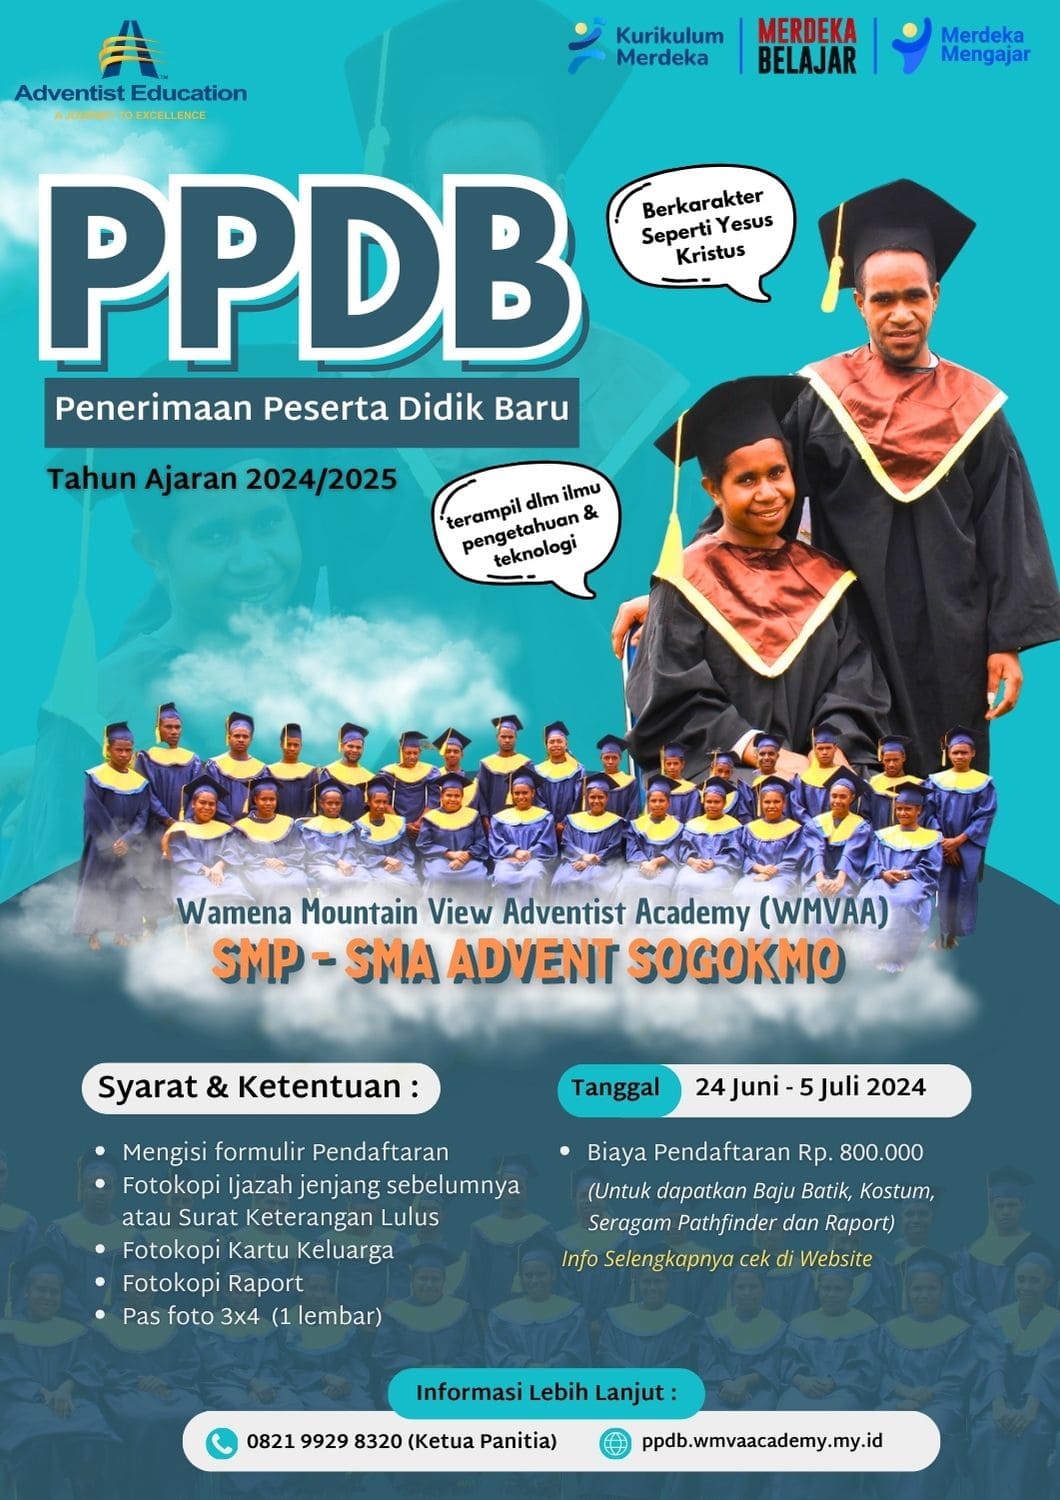 Adventist Education
A JOURNEY TO EXCELLENCE
Kurikulum
Merdeka
MERDEKA
BELAJAR
Merdeka
Mengajar
PPDB
Penerimaan Peserta Didik Baru
Tahun Ajaran 2024/2025
Berkarakter
Seperti Yesus
Kristus
terampil dlm ilmu
pengetahuan &
teknologi
Wamena Mountain View Adventist Academy (WMVAA)
SMP - SMA ADVENT SOGOKMO
Syarat & Ketentuan :
• Mengisi formulir Pendaftaran
• Fotokopi Ijazah jenjang sebelumnya
atau Surat Keterangan Lulus
• Fotokopi Kartu Keluarga
• Fotokopi Raport
• Pas foto 3x4 (1 lembar)
Tanggal 24 Juni - 5 Juli 2024
• Biaya Pendaftaran Rp. 800.000
(Untuk dapatkan Baju Batik, Kostum,
Seragam Pathfinder dan Raport)
Info Selengkapnya cek di Website
Informasi Lebih Lanjut :
0821 9929 8320 (Ketua Panitia)
ppdb.wmvaacademy.my.id